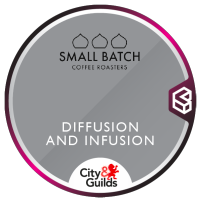 SMALL BATCH
COFFEE ROASTERS
DIFFUSION
AND INFUSION
City&
Guilds